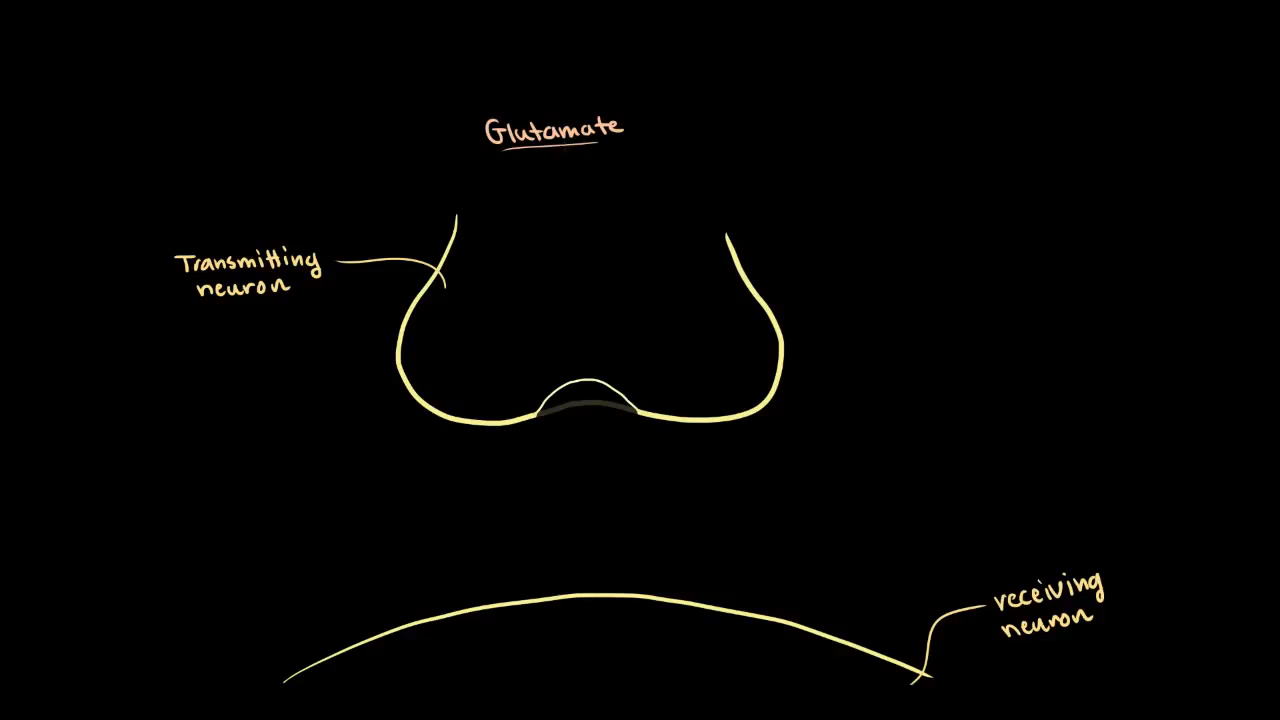 Glutamate
Transmitting
neuron
receiving
neuron